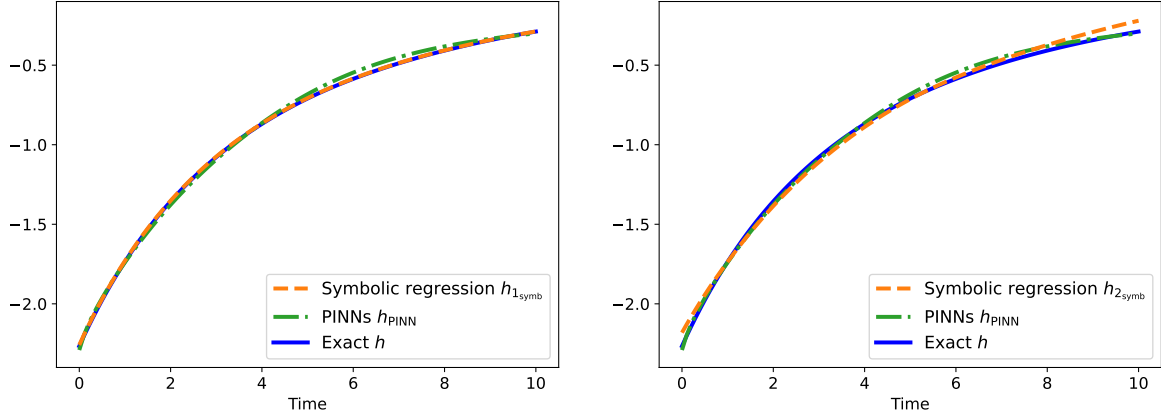 −0.5
−1.0
−1.5
−2.0
0 2 4 6 8 10
Time
Symbolic regression h₁symb
PINNs hPINN
Exact h
−0.5
−1.0
−1.5
−2.0
0 2 4 6 8 10
Time
Symbolic regression h₂symb
PINNs hPINN
Exact h